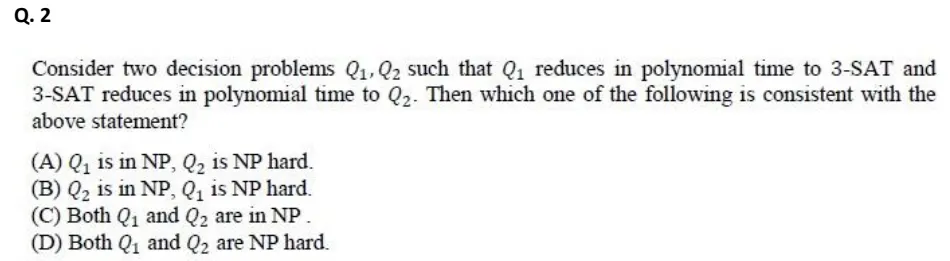 Q. 2
Consider two decision problems Q₁, Q₂ such that Q₁ reduces in polynomial time to 3-SAT and
3-SAT reduces in polynomial time to Q₂. Then which one of the following is consistent with the
above statement?
(A) Q₁ is in NP, Q₂ is NP hard.
(B) Q₂ is in NP, Q₁ is NP hard.
(C) Both Q₁ and Q₂ are in NP .
(D) Both Q₁ and Q₂ are NP hard.